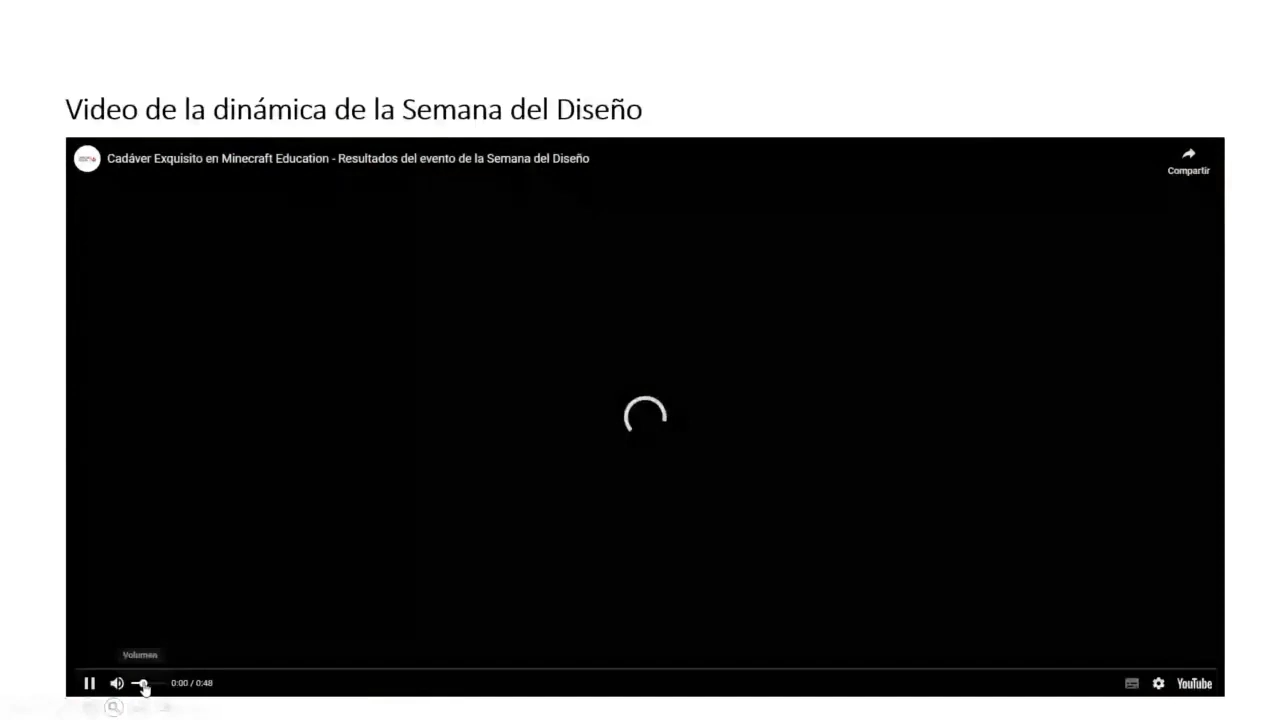 Video de la dinámica de la Semana del Diseño
Cadáver Exquisito en Minecraft Education - Resultados del evento de la Semana del Diseño
Compartir
Volumen
0:00 / 0:48
YouTube